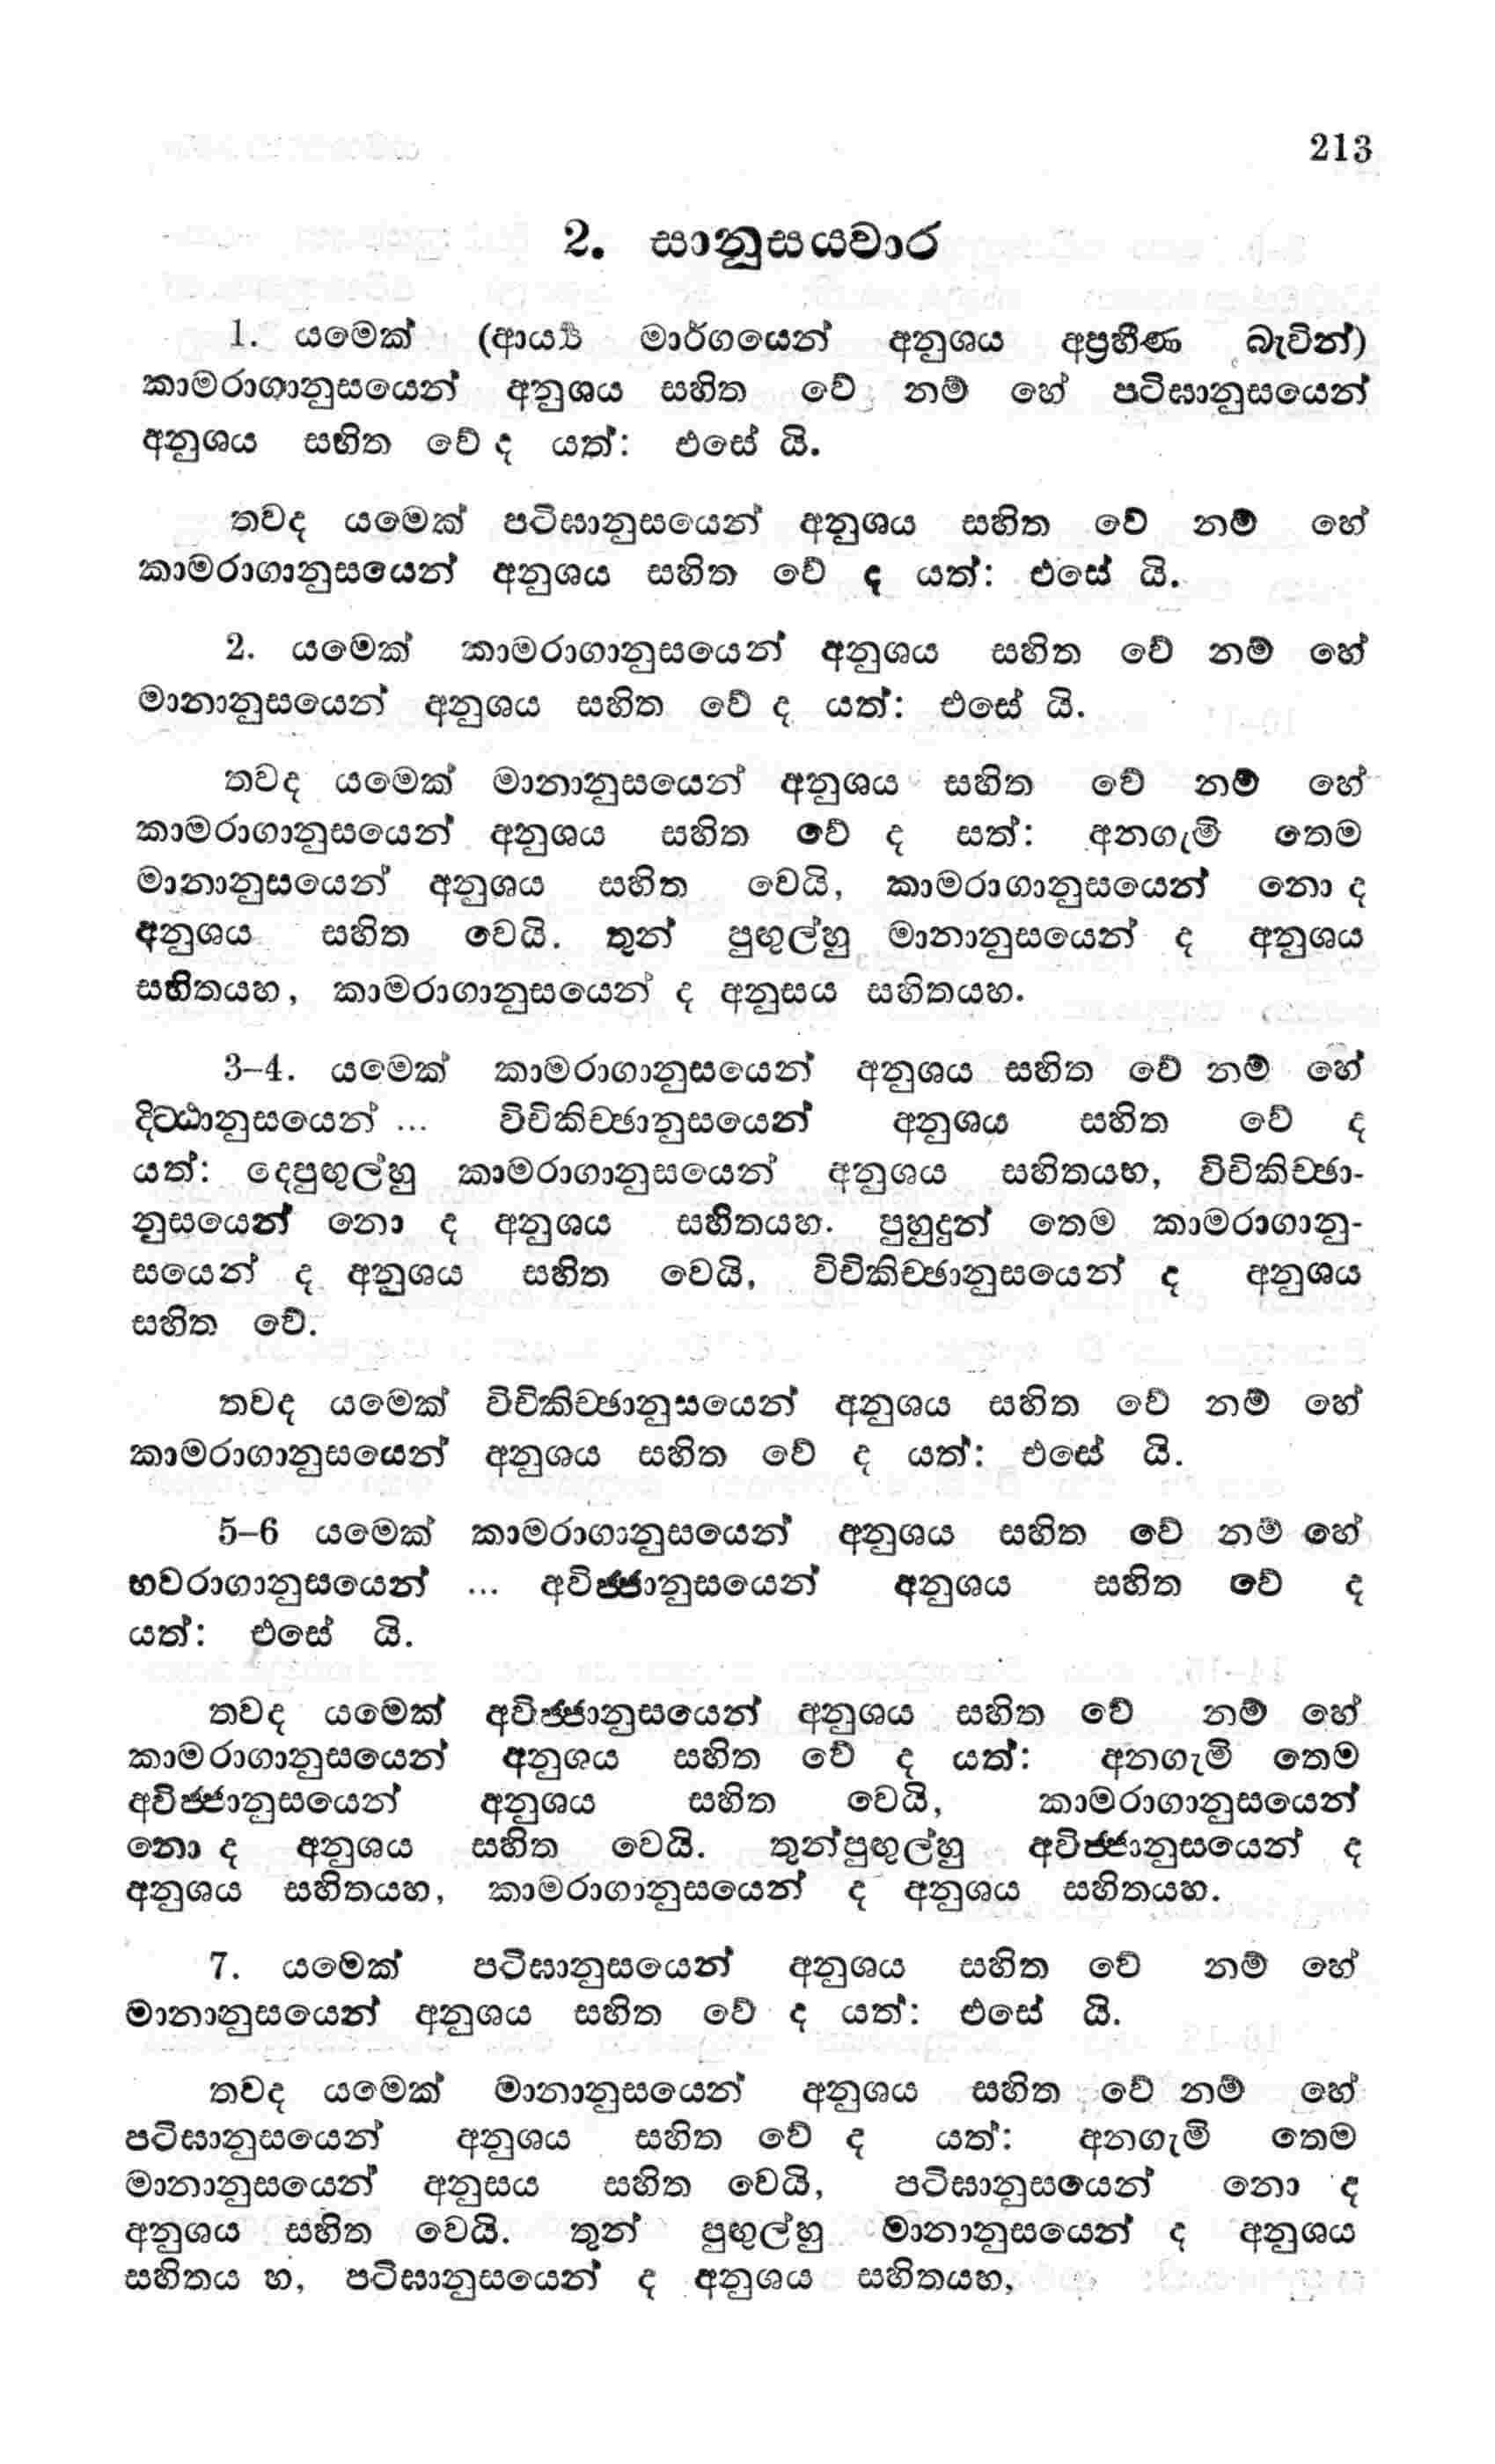 213
2. සානුසයවාර
1. යමෙක් (ආර්‍ය්‍ය මාර්ගයෙන් අනුශය අප්‍රහීණ බැවින්)
කාමරාගානුසයෙන් අනුශය සහිත වේ නම් හේ පටිඝානුසයෙන්
අනුශය සහිත වේ ද යත්: එසේ යි.
තවද යමෙක් පටිඝානුසයෙන් අනුශය සහිත වේ නම් හේ
කාමරාගානුසයෙන් අනුශය සහිත වේ ද යත්: එසේ යි.
2. යමෙක් කාමරාගානුසයෙන් අනුශය සහිත වේ නම් හේ
මානානුසයෙන් අනුශය සහිත වේ ද යත්: එසේ යි.
තවද යමෙක් මානානුසයෙන් අනුශය සහිත වේ නම් හේ
කාමරාගානුසයෙන් අනුශය සහිත වේ ද සත්: අනගැමි තෙම
මානානුසයෙන් අනුශය සහිත වෙයි, කාමරාගානුසයෙන් නො ද
අනුශය සහිත වෙයි. තුන් පුඟුල්හු මානානුසයෙන් ද අනුශය
සහිතයහ, කාමරාගානුසයෙන් ද අනුසය සහිතයහ.
3–4. යමෙක් කාමරාගානුසයෙන් අනුශය සහිත වේ නම් හේ
දිට්ඨානුසයෙන් ... විචිකිච්ඡානුසයෙන් අනුශය සහිත වේ ද
යත්: දෙපුඟුල්හු කාමරාගානුසයෙන් අනුශය සහිතයහ, විචිකිච්ඡා-
නුසයෙන් නො ද අනුශය සහිතයහ. පුහුදුන් තෙම කාමරාගානු-
සයෙන් ද අනුශය සහිත වෙයි, විචිකිච්ඡානුසයෙන් ද අනුශය
සහිත වේ.
තවද යමෙක් විචිකිච්ඡානුසයෙන් අනුශය සහිත වේ නම් හේ
කාමරාගානුසයෙන් අනුශය සහිත වේ ද යත්: එසේ යි.
5–6 යමෙක් කාමරාගානුසයෙන් අනුශය සහිත වේ නම් හේ
භවරාගානුසයෙන් ... අවිජ්ජානුසයෙන් අනුශය සහිත වේ ද
යත්: එසේ යි.
තවද යමෙක් අවිජ්ජානුසයෙන් අනුශය සහිත වේ නම් හේ
කාමරාගානුසයෙන් අනුශය සහිත වේ ද යත්: අනගැමි තෙම
අවිජ්ජානුසයෙන් අනුශය සහිත වෙයි, කාමරාගානුසයෙන්
නො ද අනුශය සහිත වෙයි. තුන්පුඟුල්හු අවිජ්ජානුසයෙන් ද
අනුශය සහිතයහ, කාමරාගානුසයෙන් ද අනුශය සහිතයහ.
7. යමෙක් පටිඝානුසයෙන් අනුශය සහිත වේ නම් හේ
මානානුසයෙන් අනුශය සහිත වේ ද යත්: එසේ යි.
තවද යමෙක් මානානුසයෙන් අනුශය සහිත වේ නම් හේ
පටිඝානුසයෙන් අනුශය සහිත වේ ද යත්: අනගැමි තෙම
මානානුසයෙන් අනුසය සහිත වෙයි, පටිඝානුසයෙන් නො ද
අනුශය සහිත වෙයි. තුන් පුඟුල්හු මානානුසයෙන් ද අනුශය
සහිතය හ, පටිඝානුසයෙන් ද අනුශය සහිතයහ,